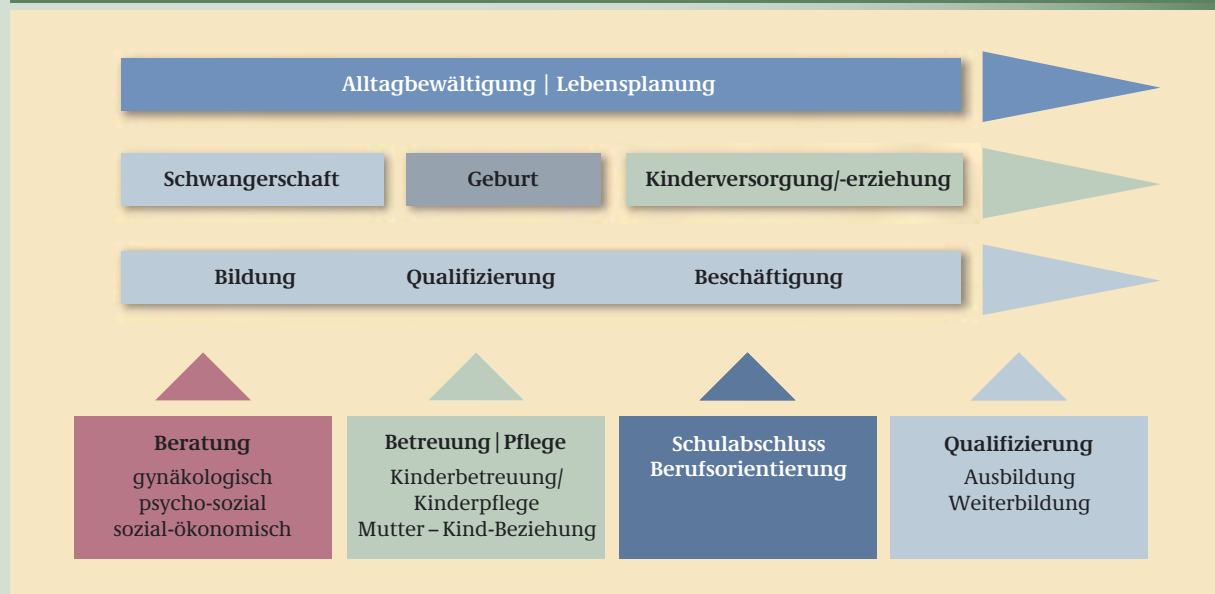 Alltagbewältigung | Lebensplanung
Schwangerschaft
Geburt
Kinderversorgung/-erziehung
Bildung
Qualifizierung
Beschäftigung
Beratung
gynäkologisch
psycho-sozial
sozial-ökonomisch
Betreuung | Pflege
Kinderbetreuung/
Kinderpflege
Mutter – Kind-Beziehung
Schulabschluss
Berufsorientierung
Qualifizierung
Ausbildung
Weiterbildung